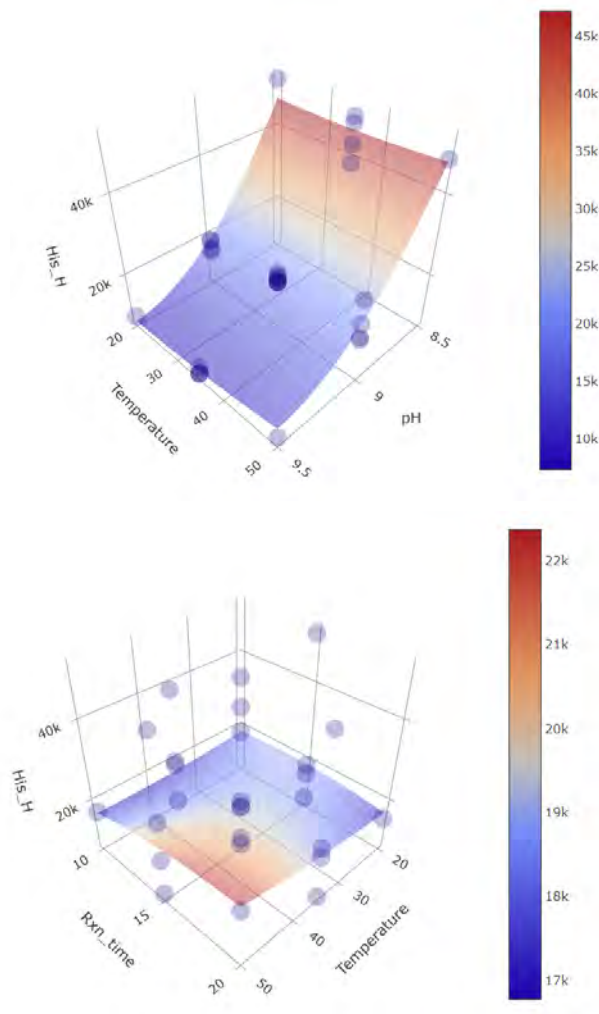 45k
40k
35k
30k
25k
20k
15k
10k
40k
20k
His_H
20
30
40
50
Temperature
8.5
9
9.5
pH
22k
21k
20k
19k
18k
17k
40k
20k
His_H
10
15
20
Rxn_time
20
30
40
50
Temperature